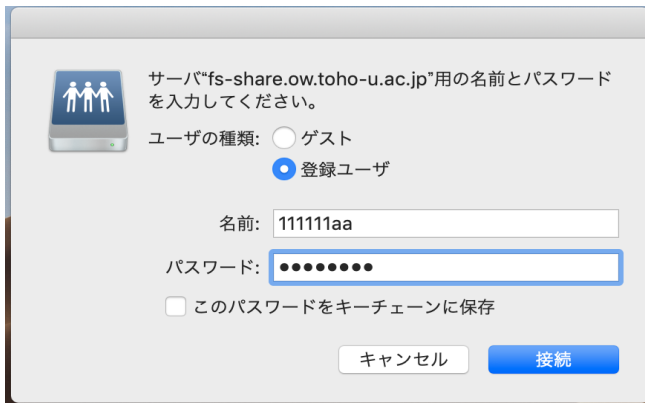 サーバ“fs-share.ow.toho-u.ac.jp”用の名前とパスワード
を入力してください。
ユーザの種類: ゲスト
登録ユーザ
名前: 111111aa
パスワード: ●●●●●●●●
このパスワードをキーチェーンに保存
キャンセル 接続